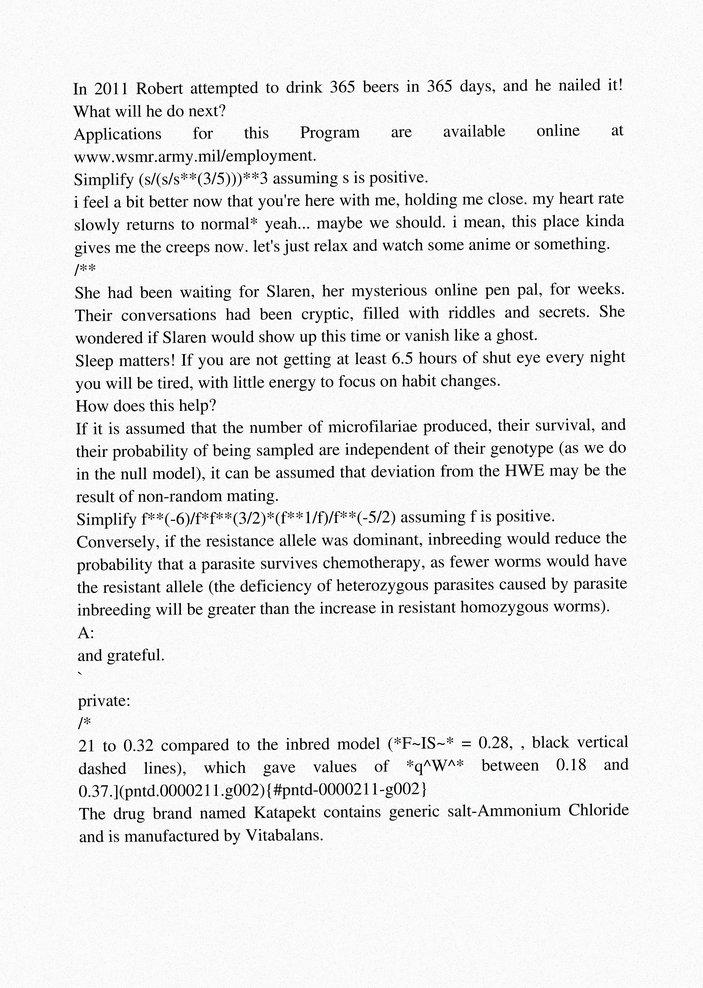 In 2011 Robert attempted to drink 365 beers in 365 days, and he nailed it!
What will he do next?
Applications for this Program are available online at
www.wsmr.army.mil/employment.
Simplify (s/(s/s**(3/5)))**3 assuming s is positive.
i feel a bit better now that you're here with me, holding me close. my heart rate
slowly returns to normal* yeah... maybe we should. i mean, this place kinda
gives me the creeps now. let's just relax and watch some anime or something.
/**
She had been waiting for Slaren, her mysterious online pen pal, for weeks.
Their conversations had been cryptic, filled with riddles and secrets. She
wondered if Slaren would show up this time or vanish like a ghost.
Sleep matters! If you are not getting at least 6.5 hours of shut eye every night
you will be tired, with little energy to focus on habit changes.
How does this help?
If it is assumed that the number of microfilariae produced, their survival, and
their probability of being sampled are independent of their genotype (as we do
in the null model), it can be assumed that deviation from the HWE may be the
result of non-random mating.
Simplify f**(-6)/f*f**(3/2)*(f**1/f)/f**(-5/2) assuming f is positive.
Conversely, if the resistance allele was dominant, inbreeding would reduce the
probability that a parasite survives chemotherapy, as fewer worms would have
the resistant allele (the deficiency of heterozygous parasites caused by parasite
inbreeding will be greater than the increase in resistant homozygous worms).
A:
and grateful.
`
private:
/*
21 to 0.32 compared to the inbred model (*F~IS~* = 0.28, , black vertical
dashed lines), which gave values of *q^W^* between 0.18 and
0.37.](pntd.0000211.g002){#pntd-0000211-g002}
The drug brand named Katapekt contains generic salt-Ammonium Chloride
and is manufactured by Vitabalans.